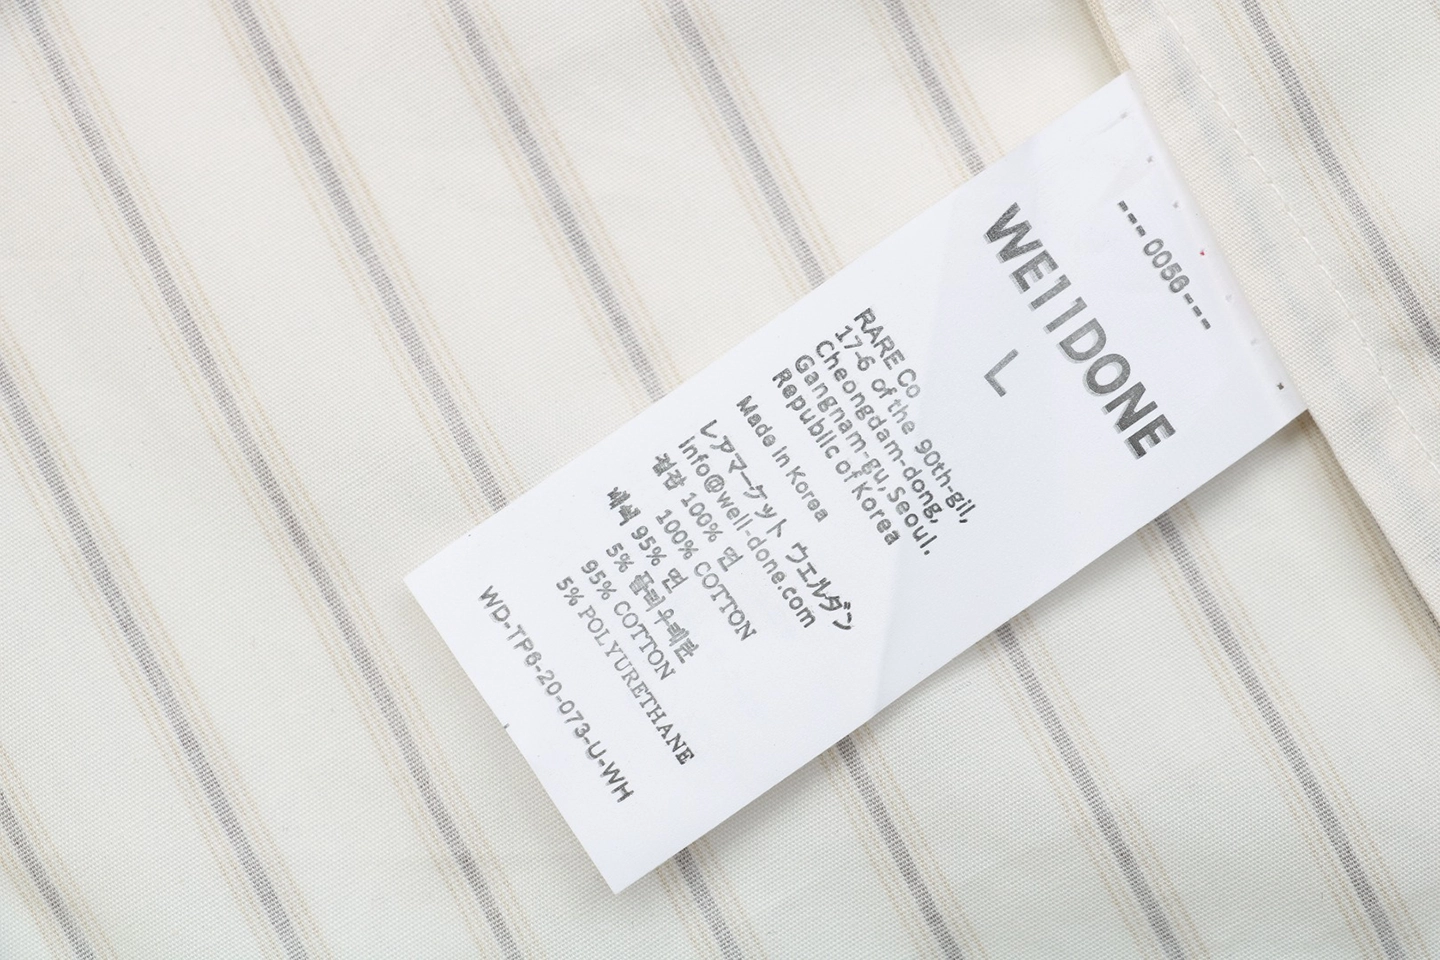 ---0056---
WE11DONE
L
RARE Co
17-6 of the 90th-gil,
Cheongdam-dong,
Gangnam-gu, Seoul.
Republic of Korea
Made in Korea
レアマーケット ウエルダン
info@well-done.com
겉감 100% 면
100% COTTON
배색 95% 면
5% 폴리우레탄
95% COTTON
5% POLYURETHANE
WD-TP6-20-073-U-WH